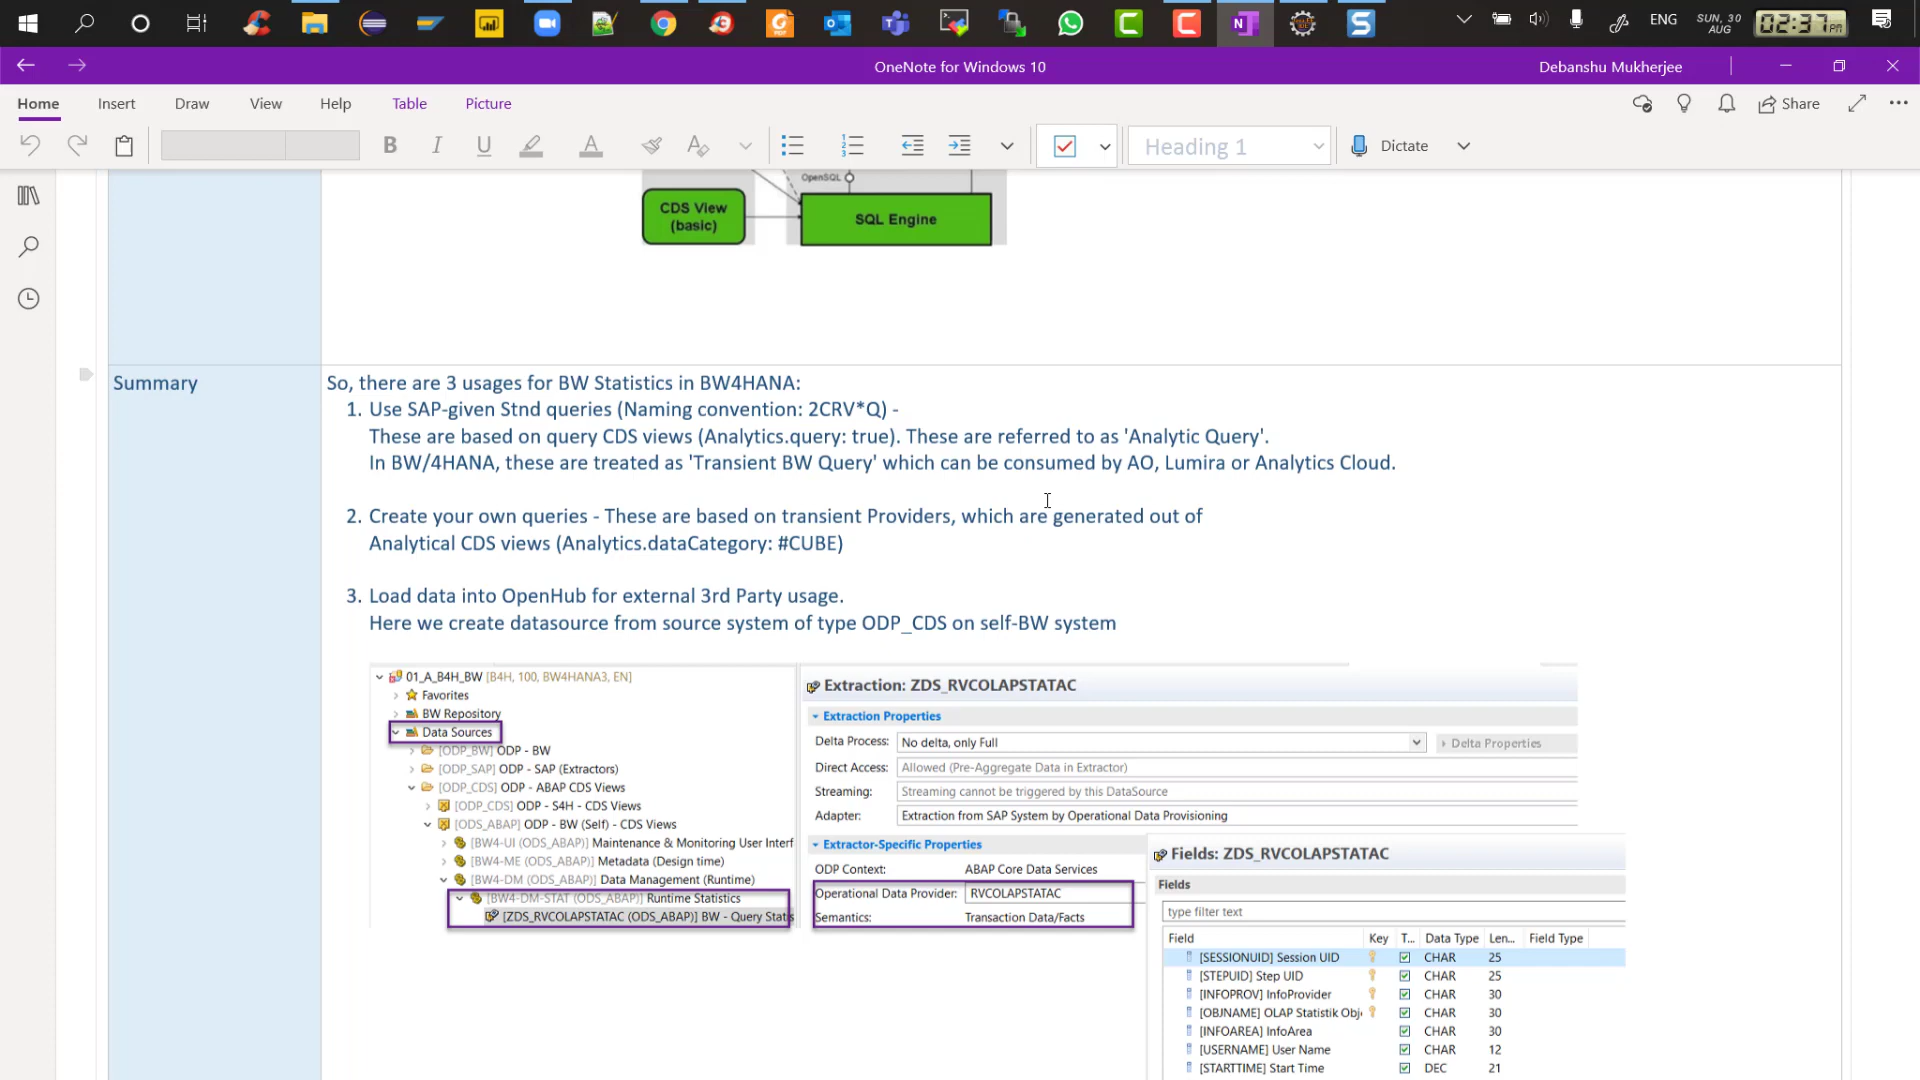 ENG
SUN, 30
AUG
02:37PM
OneNote for Windows 10
Debanshu Mukherjee
Home
Insert
Draw
View
Help
Table
Picture
Share
Heading 1
Dictate
OpenSQL
CDS View
(basic)
SQL Engine
Summary
So, there are 3 usages for BW Statistics in BW4HANA:
1. Use SAP-given Stnd queries (Naming convention: 2CRV*Q) -
These are based on query CDS views (Analytics.query: true). These are referred to as 'Analytic Query'.
In BW/4HANA, these are treated as 'Transient BW Query' which can be consumed by AO, Lumira or Analytics Cloud.
2. Create your own queries - These are based on transient Providers, which are generated out of
Analytical CDS views (Analytics.dataCategory: #CUBE)
3. Load data into OpenHub for external 3rd Party usage.
Here we create datasource from source system of type ODP_CDS on self-BW system
01_A_B4H_BW [B4H, 100, BW4HANA3, EN]
Favorites
BW Repository
Data Sources
[ODP_BW] ODP - BW
[ODP_SAP] ODP - SAP (Extractors)
[ODP_CDS] ODP - ABAP CDS Views
[ODP_CDS] ODP - S4H - CDS Views
[ODS_ABAP] ODP - BW (Self) - CDS Views
[BW4-UI (ODS_ABAP)] Maintenance & Monitoring User Interf
[BW4-ME (ODS_ABAP)] Metadata (Design time)
[BW4-DM (ODS_ABAP)] Data Management (Runtime)
[BW4-DM-STAT (ODS_ABAP)] Runtime Statistics
[ZDS_RVCOLAPSTATAC (ODS_ABAP)] BW - Query Statis
Extraction: ZDS_RVCOLAPSTATAC
Extraction Properties
Delta Process: No delta, only Full
Delta Properties
Direct Access: Allowed (Pre-Aggregate Data in Extractor)
Streaming: Streaming cannot be triggered by this DataSource
Adapter: Extraction from SAP System by Operational Data Provisioning
Extractor-Specific Properties
ODP Context: ABAP Core Data Services
Operational Data Provider: RVCOLAPSTATAC
Semantics: Transaction Data/Facts
Fields: ZDS_RVCOLAPSTATAC
Fields
type filter text
Field Key T... Data Type Len... Field Type
[SESSIONUID] Session UID CHAR 25
[STEPUID] Step UID CHAR 25
[INFOPROV] InfoProvider CHAR 30
[OBJNAME] OLAP Statistik Obj CHAR 30
[INFOAREA] InfoArea CHAR 30
[USERNAME] User Name CHAR 12
[STARTTIME] Start Time DEC 21